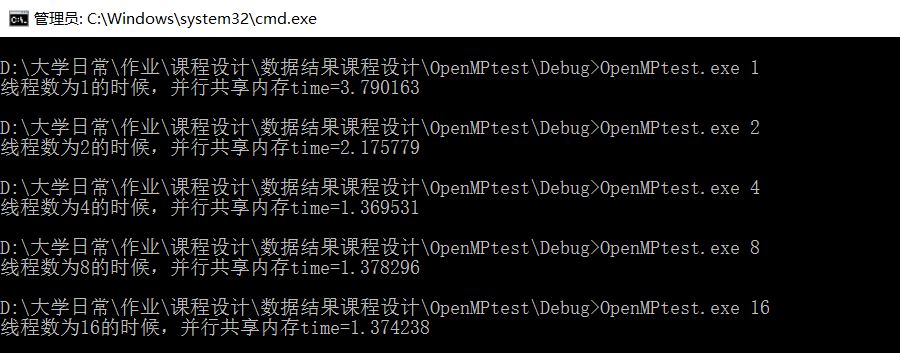 管理员: C:\Windows\system32\cmd.exe
D:\大学日常\作业\课程设计\数据结果课程设计\OpenMPtest\Debug>OpenMPtest.exe 1
线程数为1的时候，并行共享内存time=3.790163
D:\大学日常\作业\课程设计\数据结果课程设计\OpenMPtest\Debug>OpenMPtest.exe 2
线程数为2的时候，并行共享内存time=2.175779
D:\大学日常\作业\课程设计\数据结果课程设计\OpenMPtest\Debug>OpenMPtest.exe 4
线程数为4的时候，并行共享内存time=1.369531
D:\大学日常\作业\课程设计\数据结果课程设计\OpenMPtest\Debug>OpenMPtest.exe 8
线程数为8的时候，并行共享内存time=1.378296
D:\大学日常\作业\课程设计\数据结果课程设计\OpenMPtest\Debug>OpenMPtest.exe 16
线程数为16的时候，并行共享内存time=1.374238